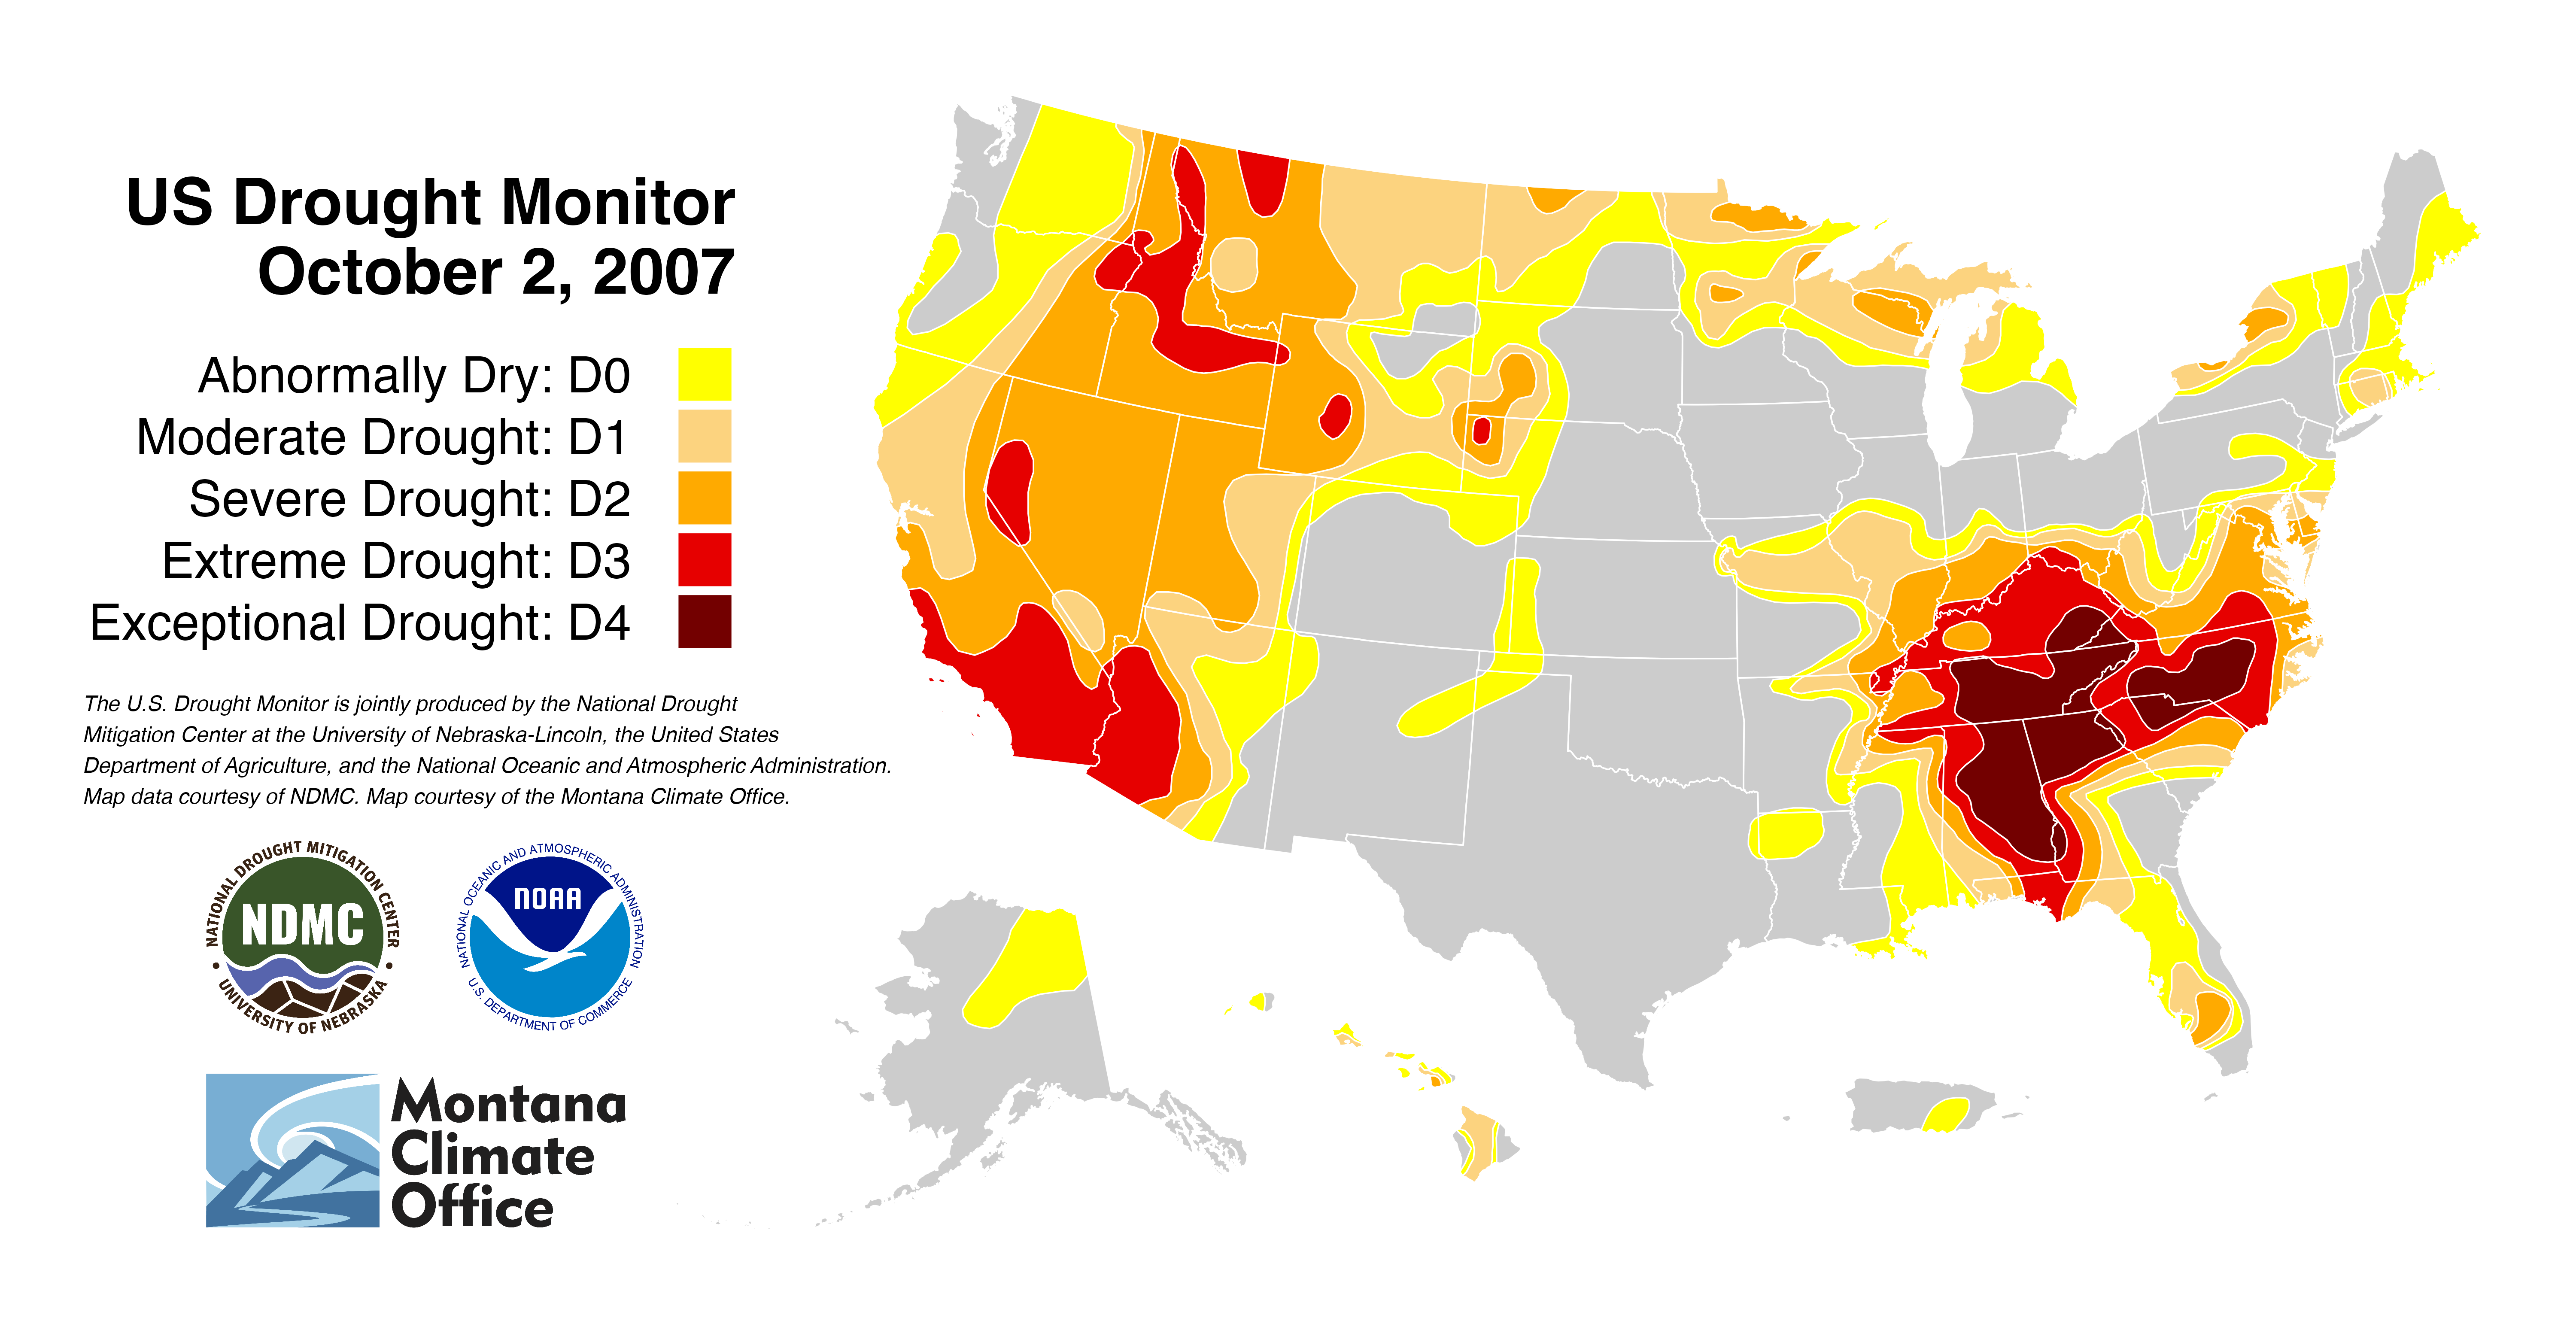 US Drought Monitor
October 2, 2007
Abnormally Dry: D0
Moderate Drought: D1
Severe Drought: D2
Extreme Drought: D3
Exceptional Drought: D4
The U.S. Drought Monitor is jointly produced by the National Drought
Mitigation Center at the University of Nebraska-Lincoln, the United States
Department of Agriculture, and the National Oceanic and Atmospheric Administration.
Map data courtesy of NDMC. Map courtesy of the Montana Climate Office.
NATIONAL DROUGHT MITIGATION CENTER
NDMC
• UNIVERSITY OF NEBRASKA •
NATIONAL OCEANIC AND ATMOSPHERIC ADMINISTRATION
NOAA
U.S. DEPARTMENT OF COMMERCE
Montana
Climate
Office